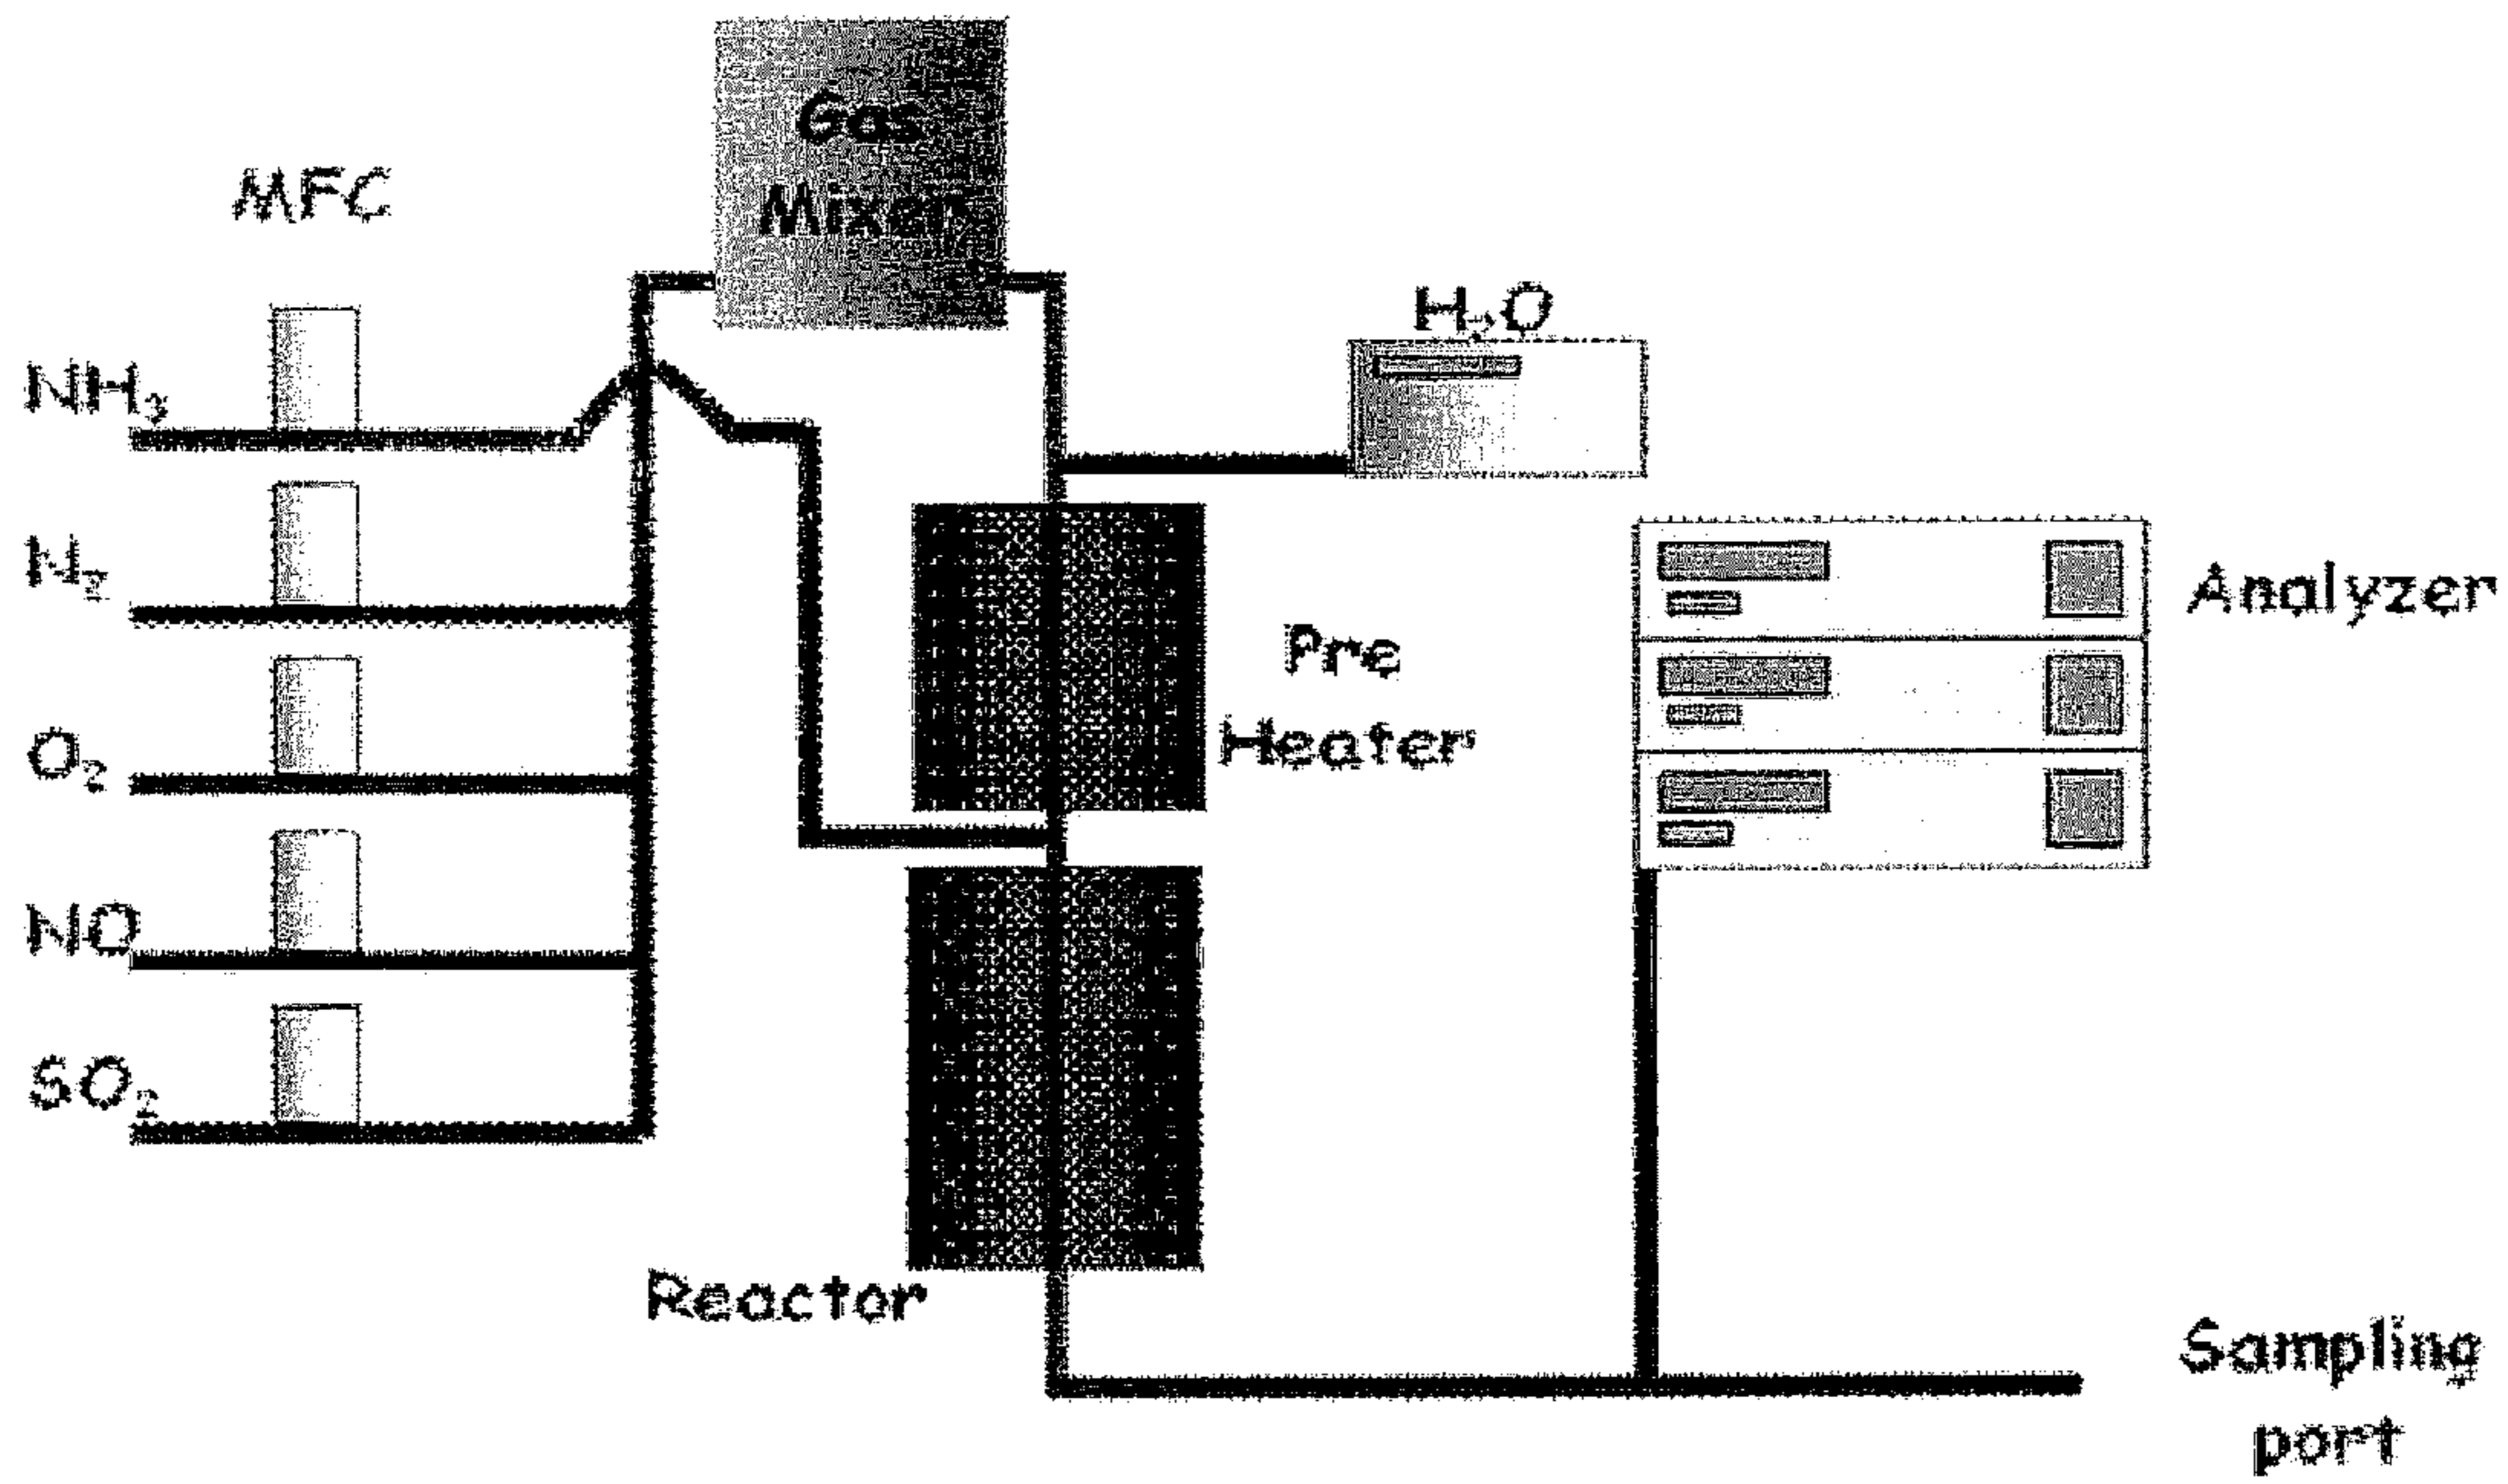 Gas
Mixer
MFC
H₂O
NH₃
N₂
O₂
NO
SO₂
Pre
Heater
Analyzer
Reactor
Sampling
port